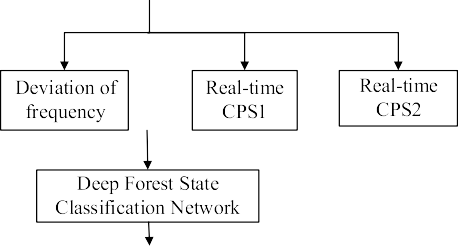 Deviation of
frequency
Real-time
CPS1
Real-time
CPS2
Deep Forest State
Classification Network